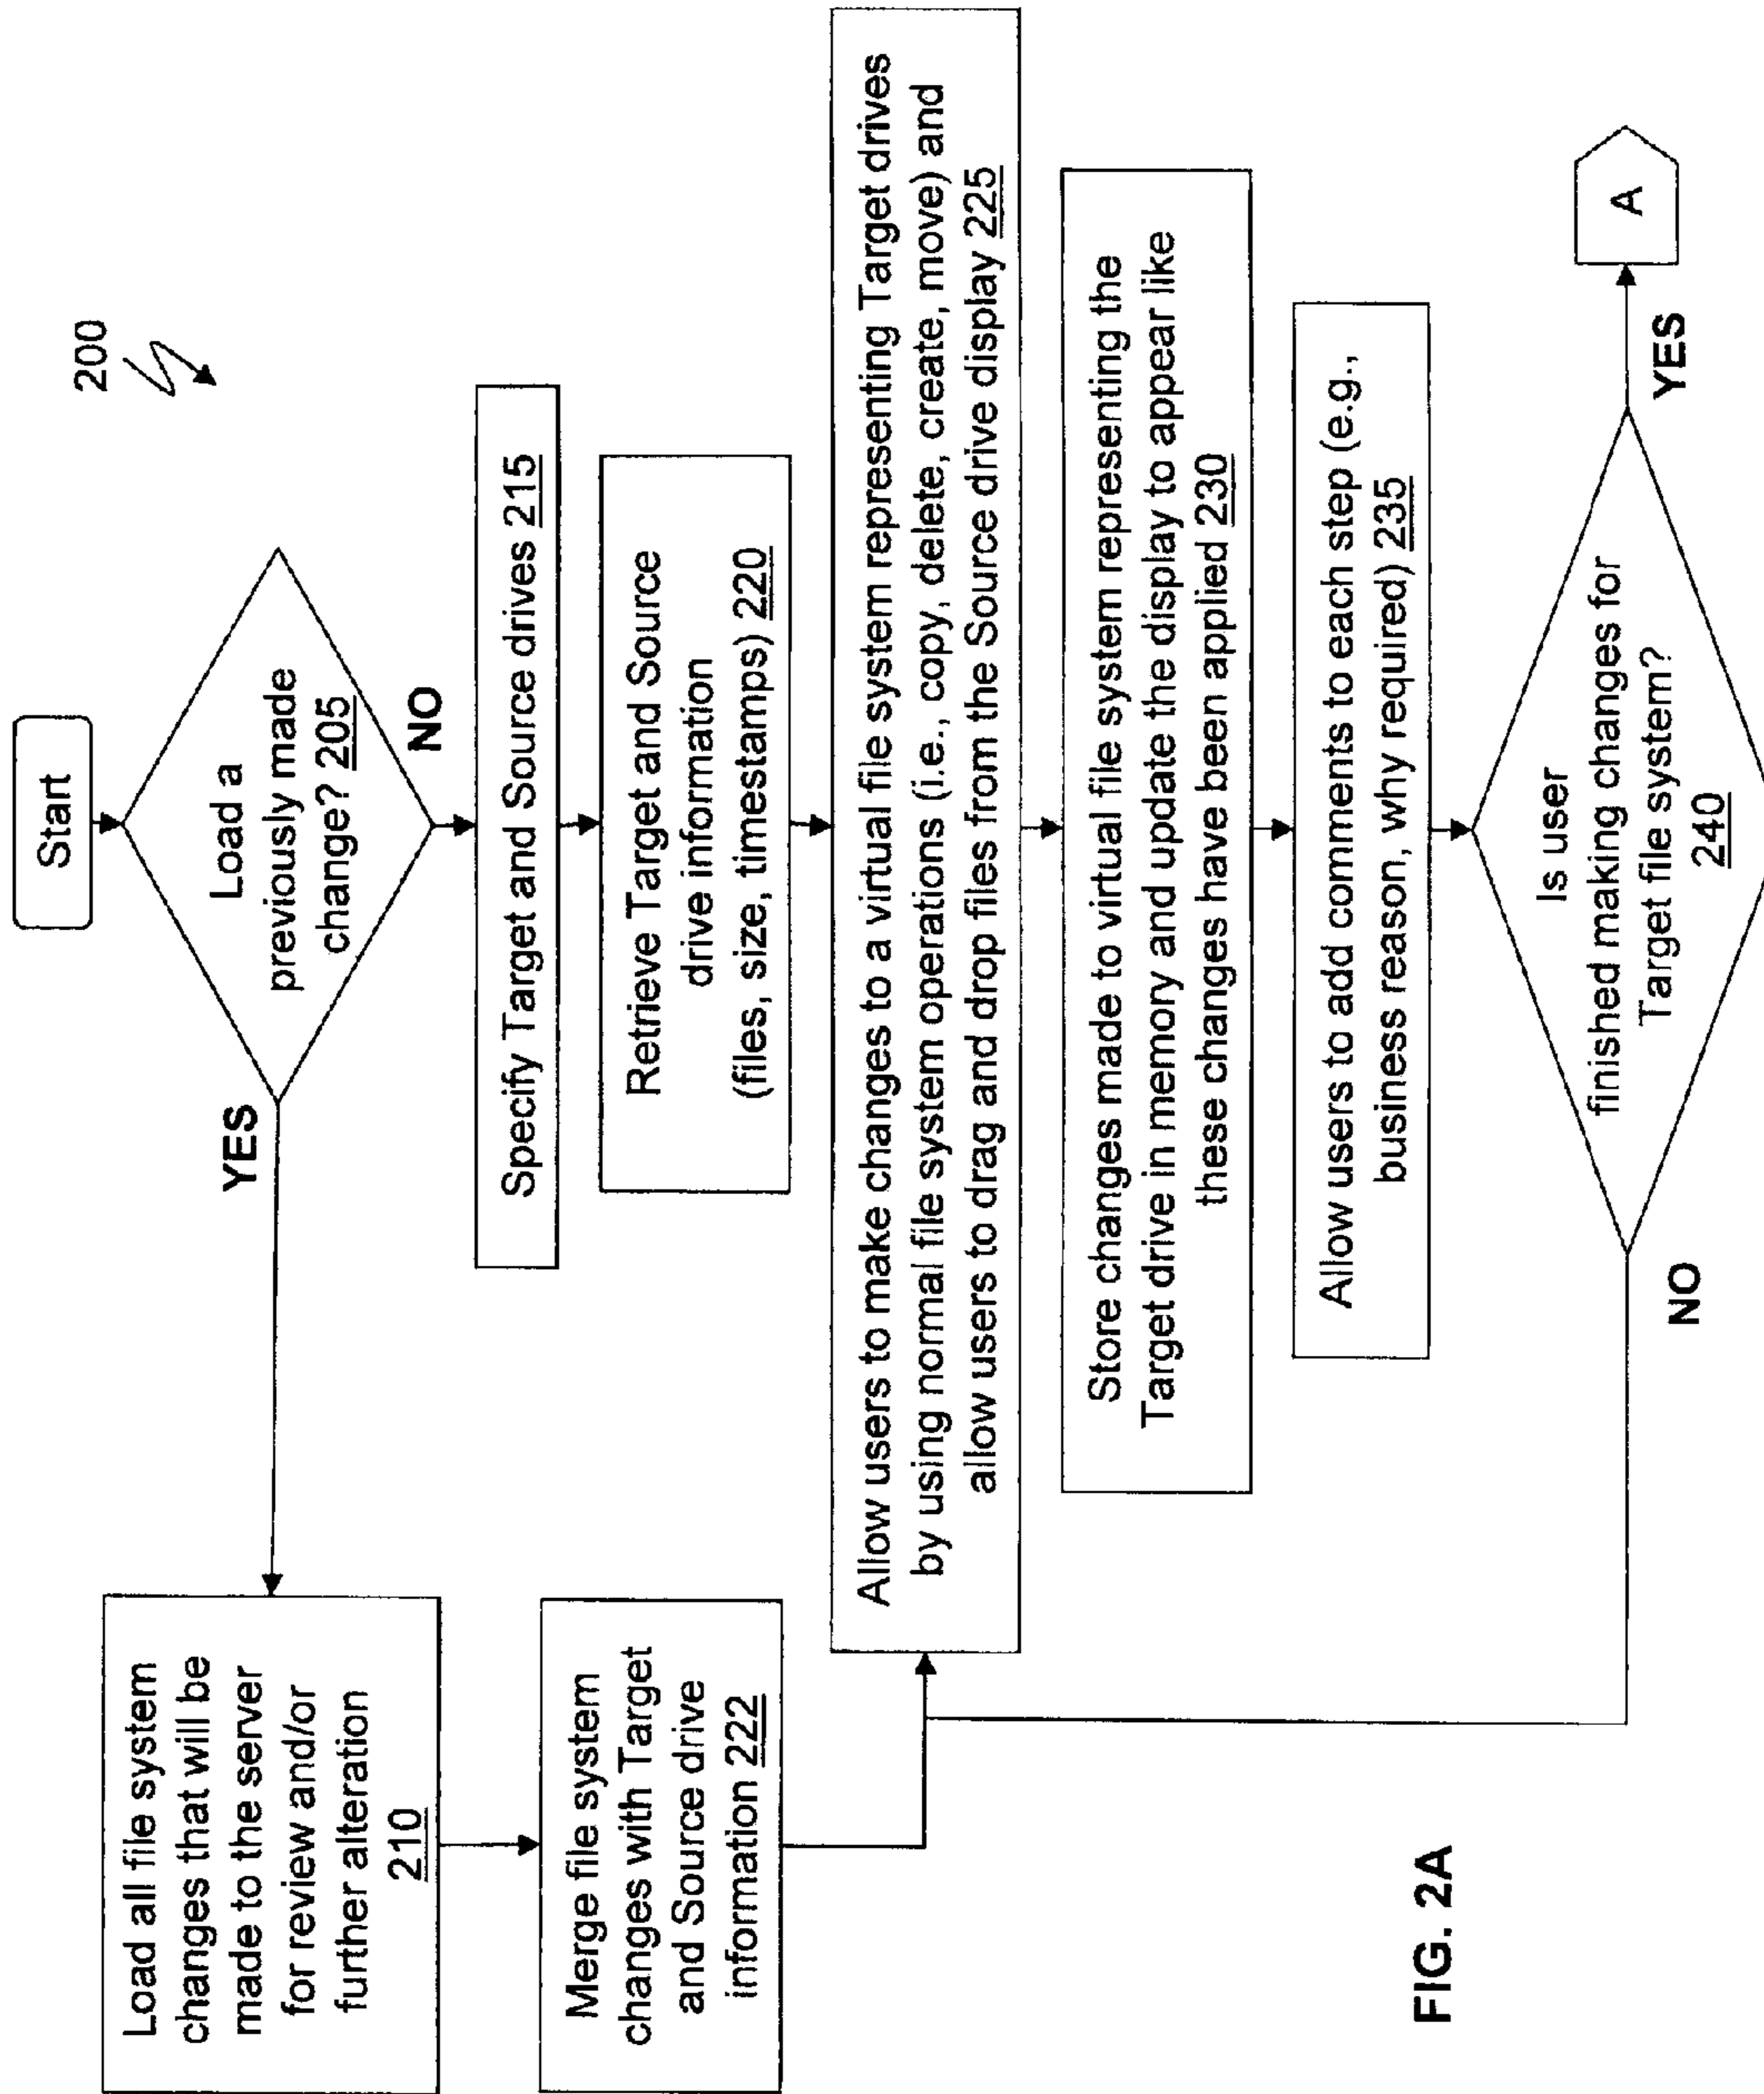 200
Start
Load a
previously made
change? 205
YES
NO
Load all file system
changes that will be
made to the server
for review and/or
further alteration
210
Merge file system
changes with Target
and Source drive
information 222
Specify Target and Source drives 215
Retrieve Target and Source
drive information
(files, size, timestamps) 220
Allow users to make changes to a virtual file system representing Target drives
by using normal file system operations (i.e., copy, delete, create, move) and
allow users to drag and drop files from the Source drive display 225
Store changes made to virtual file system representing the
Target drive in memory and update the display to appear like
these changes have been applied 230
Allow users to add comments to each step (e.g.,
business reason, why required) 235
Is user
finished making changes for
Target file system?
240
NO
YES
A
FIG. 2A